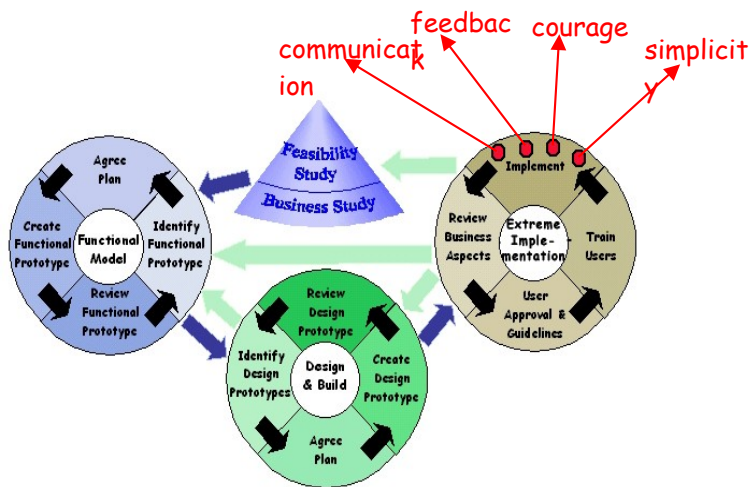 feedbac
k
courage
communicat
ion
simplicit
y
Feasibility
Study
Business Study
Agree
Plan
Create
Functional
Prototype
Functional
Model
Identify
Functional
Prototype
Review
Functional
Prototype
Implement
Review
Business
Aspects
Extreme
Imple-
mentation
-
Train
Users
User
Approval &
Guidelines
Review
Design
Prototype
Identify
Design
Prototypes
Design
& Build
Create
Design
Prototype
Agree
Plan